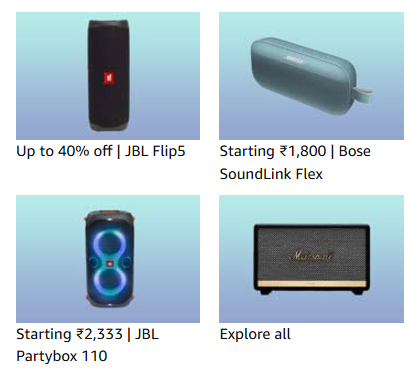 Up to 40% off | JBL Flip5
BOSE
Starting ₹1,800 | Bose
SoundLink Flex
Starting ₹2,333 | JBL
Partybox 110
Marshall
Explore all